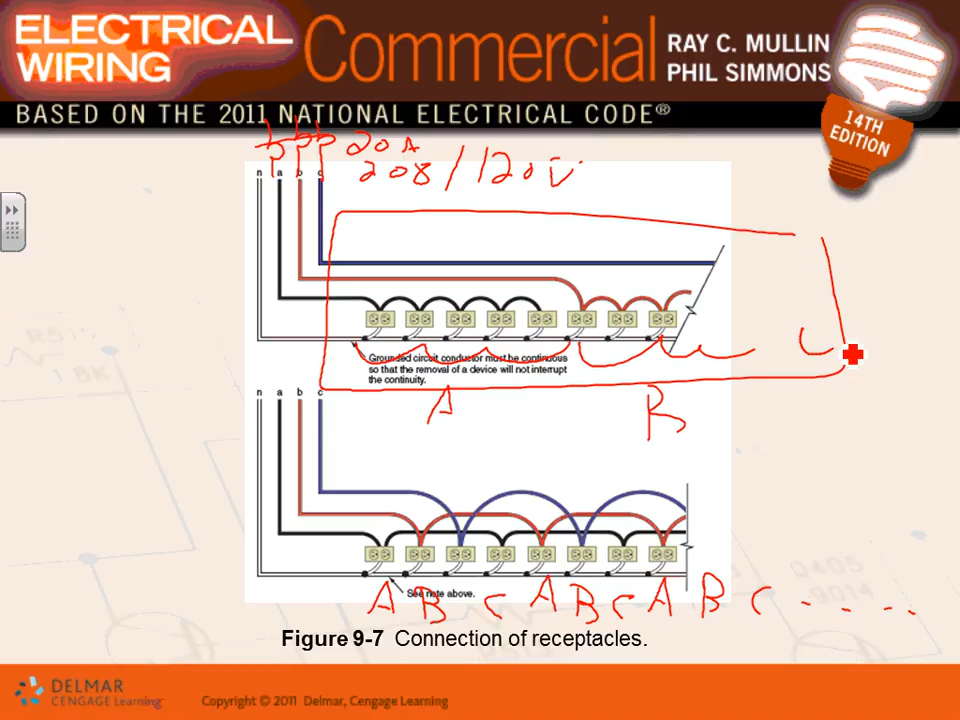 ELECTRICAL
WIRING
Commercial
RAY C. MULLIN
PHIL SIMMONS
BASED ON THE 2011 NATIONAL ELECTRICAL CODE®
14TH
EDITION
20A
208/120V
n a b c
Grounded circuit conductor must be continuous
so that the removal of a device will not interrupt
the continuity.
A B
n a b c
See note above.
A B C A B C A B C . . . . .
Figure 9-7 Connection of receptacles.
DELMAR
CENGAGE Learning
Copyright © 2011 Delmar, Cengage Learning